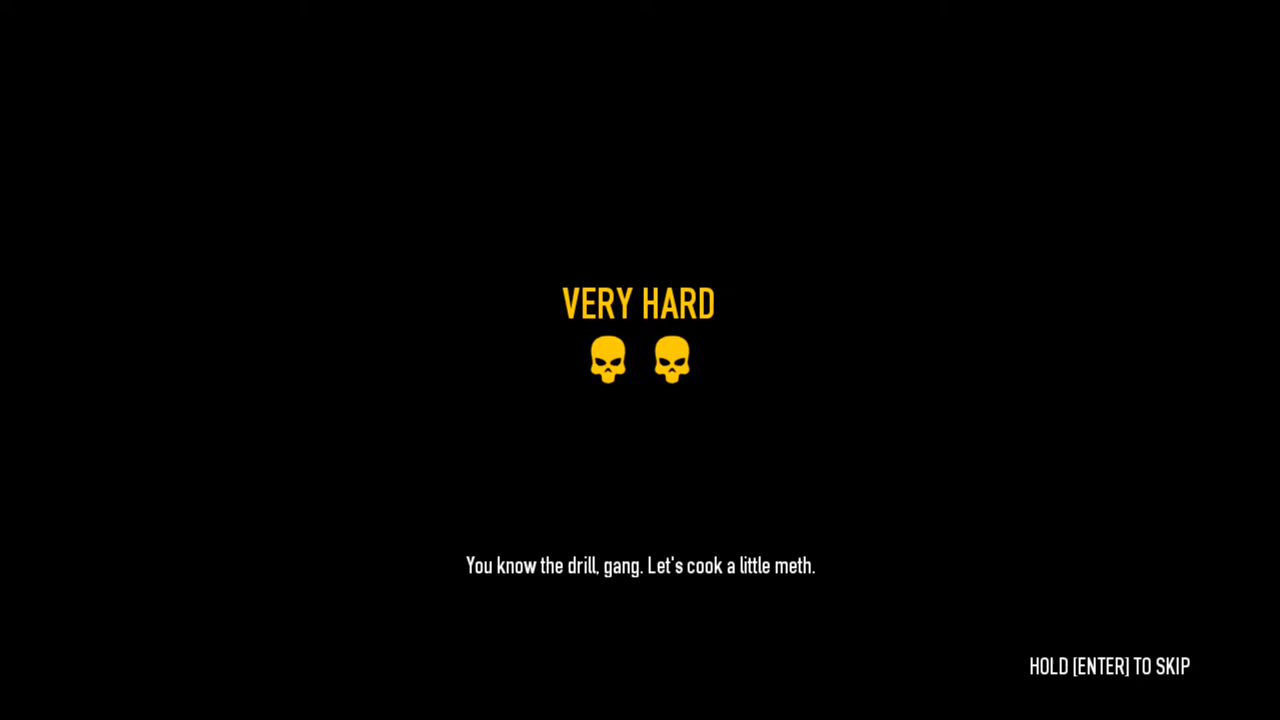 VERY HARD
You know the drill, gang. Let's cook a little meth.
HOLD [ENTER] TO SKIP